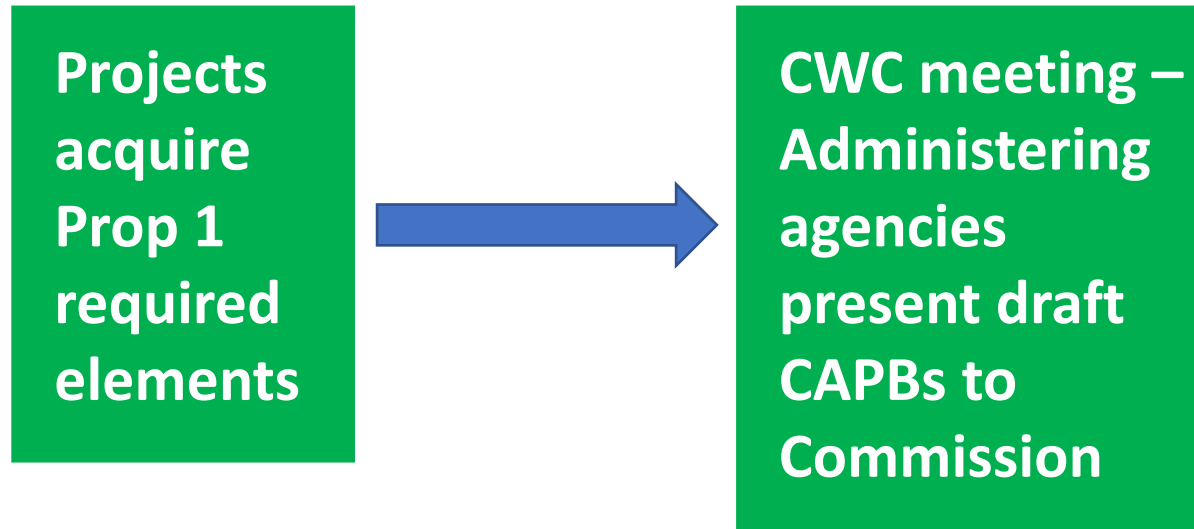 Projects
acquire
Prop 1
required
elements
CWC meeting –
Administering
agencies
present draft
CAPBs to
Commission